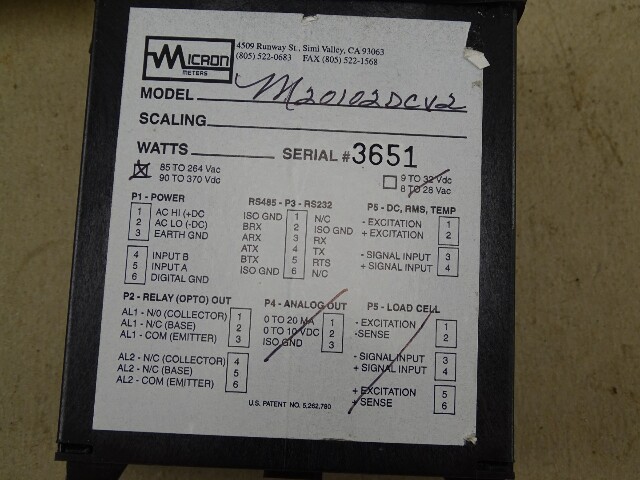 MICRON
METERS
4509 Runway St., Simi Valley, CA 93063
(805) 522-0683 FAX (805) 522-1568
MODEL M20102DCV2
SCALING
WATTS SERIAL #3651
85 TO 264 Vac
90 TO 370 Vdc
9 TO 32 Vdc
8 TO 28 Vac
P1 - POWER
1 AC HI (+DC
2 AC LO (-DC)
3 EARTH GND
4 INPUT B
5 INPUT A
6 DIGITAL GND
RS485 - P3 - RS232
ISO GND 1 N/C
BRX 2 ISO GND
ARX 3 RX
ATX 4 TX
BTX 5 RTS
ISO GND 6 N/C
P5 - DC, RMS, TEMP
- EXCITATION 1
+ EXCITATION 2
- SIGNAL INPUT 3
+ SIGNAL INPUT 4
P2 - RELAY (OPTO) OUT
AL1 - N/0 (COLLECTOR) 1
AL1 - N/C (BASE) 2
AL1 - COM (EMITTER) 3
AL2 - N/C (COLLECTOR) 4
AL2 - N/C (BASE) 5
AL2 - COM (EMITTER) 6
P4 - ANALOG OUT
0 TO 20 MA 1
0 TO 10 VDC 2
ISO GND 3
P5 - LOAD CELL
- EXCITATION 1
-SENSE 2
- SIGNAL INPUT 3
+ SIGNAL INPUT 4
+ EXCITATION 5
+ SENSE 6
U.S. PATENT NO. 5,262,780